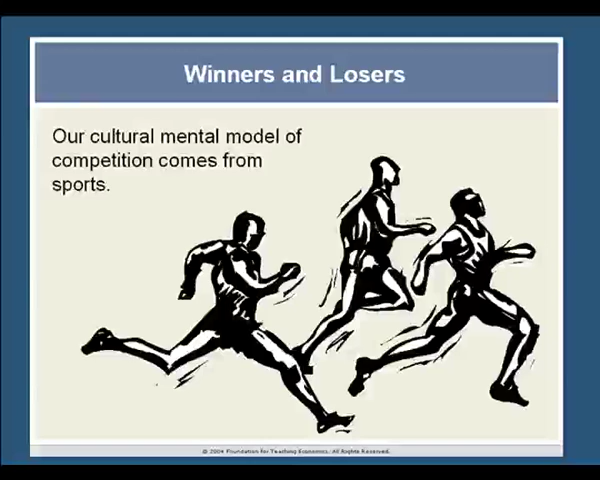 Winners and Losers
Our cultural mental model of
competition comes from
sports.
© 2004 Foundation for Teaching Economics. All Rights Reserved.